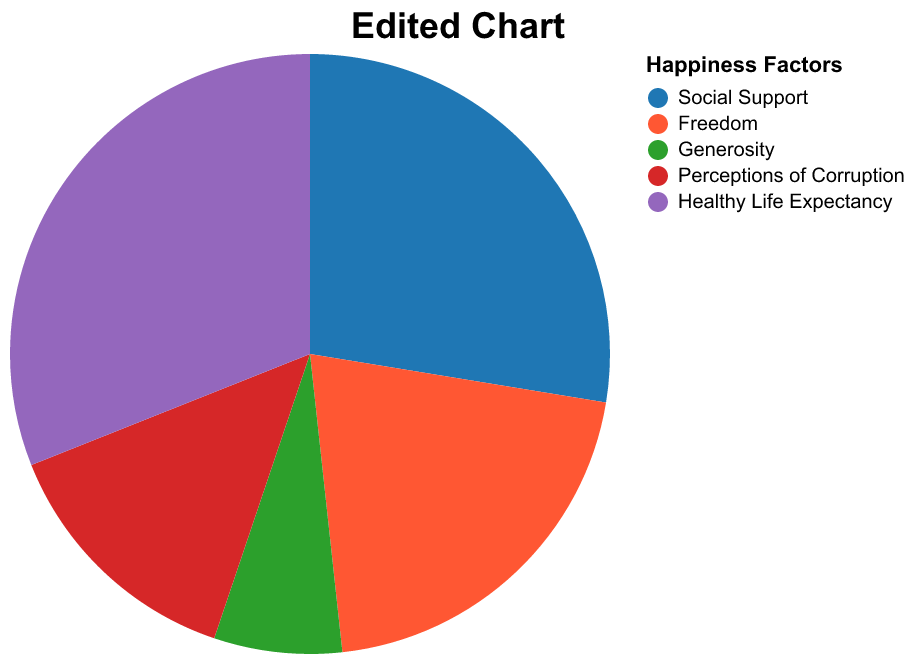 Edited Chart
Happiness Factors
Social Support
Freedom
Generosity
Perceptions of Corruption
Healthy Life Expectancy